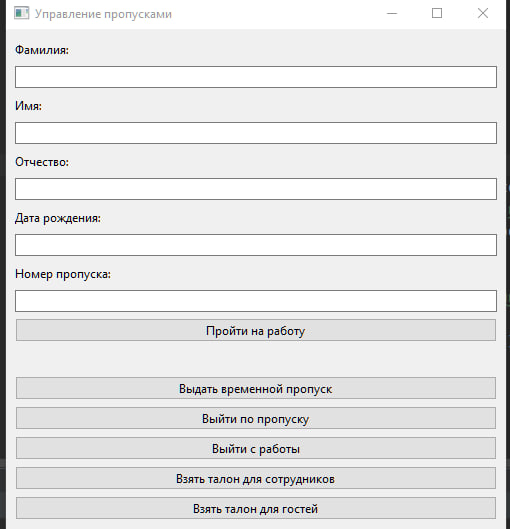 Управление пропусками
Фамилия:
Имя:
Отчество:
Дата рождения:
Номер пропуска:
Пройти на работу
Выдать временной пропуск
Выйти по пропуску
Выйти с работы
Взять талон для сотрудников
Взять талон для гостей